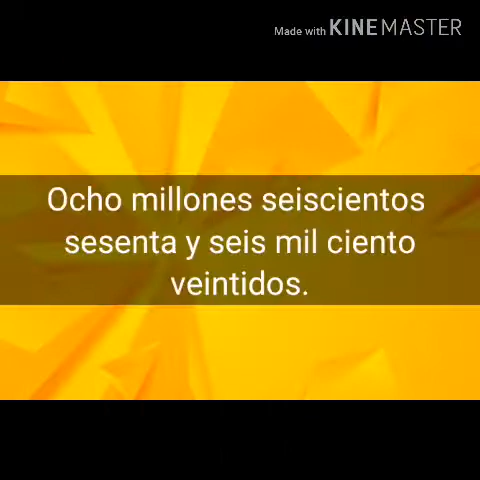 Made with KINEMASTER
Ocho millones seiscientos
sesenta y seis mil ciento
veintidos.